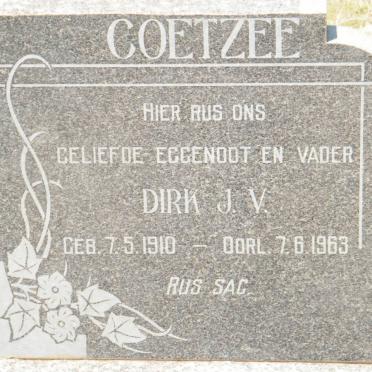 COETZEE
HIER RUS ONS
GELIEFDE EGGENOOT EN VADER
DIRK J. V.
GEB. 7.5.1910 — OORL. 7.6.1963
RUS SAG